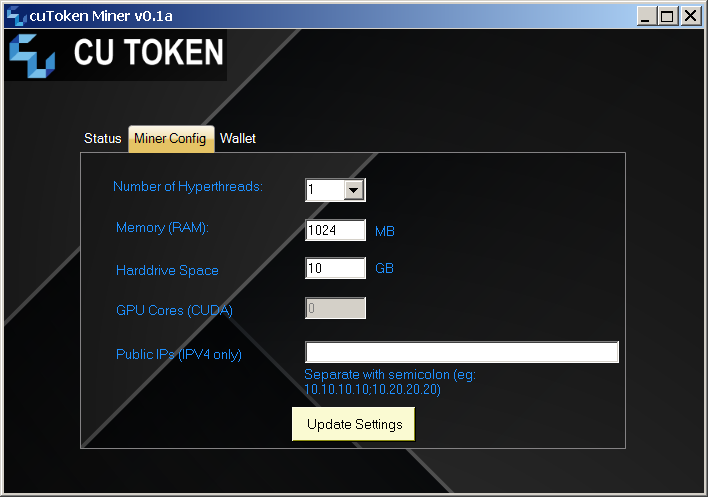 cuToken Miner v0.1a
CU TOKEN
Status Miner Config Wallet
Number of Hyperthreads: 1
Memory (RAM): 1024 MB
Harddrive Space 10 GB
GPU Cores (CUDA) 0
Public IPs (IPV4 only)
Separate with semicolon (eg:
10.10.10.10;10.20.20.20)
Update Settings